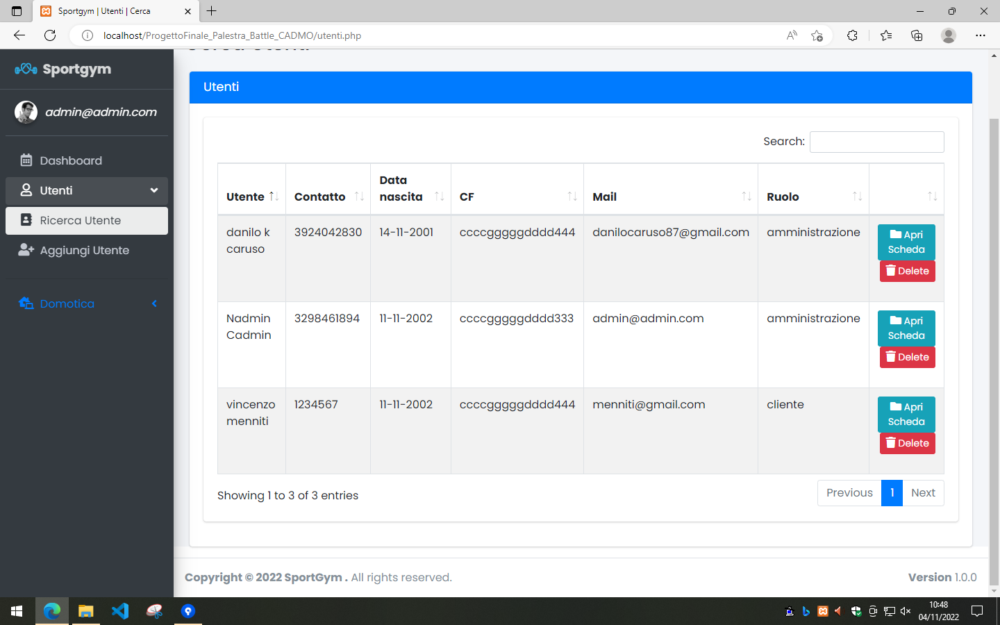 Sportgym | Utenti | Cerca
localhost/ProgettoFinale_Palestra_Battle_CADMO/utenti.php
Sportgym
admin@admin.com
Dashboard
Utenti
Ricerca Utente
Aggiungi Utente
Domotica
Cerca Utenti
Utenti
Search:
Utente Contatto Data nascita CF Mail Ruolo
danilo k caruso 3924042830 14-11-2001 ccccgggggdddd444 danilocaruso87@gmail.com amministrazione Apri Scheda
Delete
Nadmin Cadmin 3298461894 11-11-2002 ccccgggggdddd333 admin@admin.com amministrazione Apri Scheda
Delete
vincenzo menniti 1234567 11-11-2002 ccccgggggdddd444 menniti@gmail.com cliente Apri Scheda
Delete
Showing 1 to 3 of 3 entries
Previous 1 Next
Copyright © 2022 SportGym . All rights reserved.
Version 1.0.0
10:48
04/11/2022